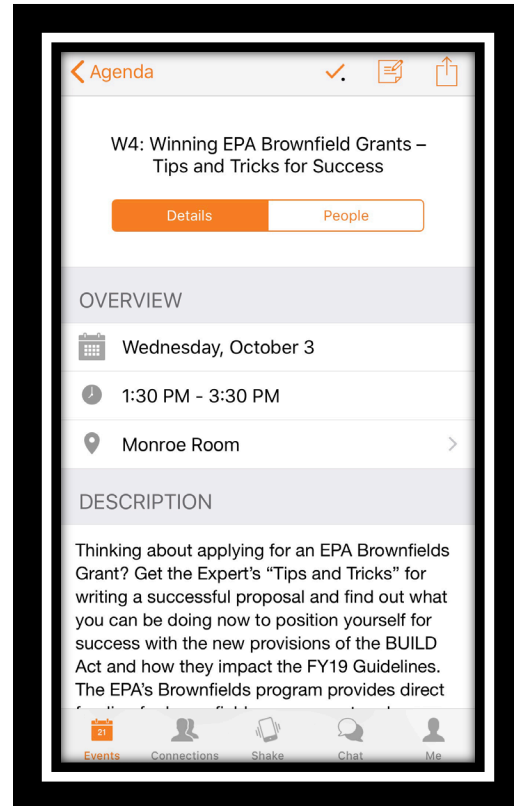 Agenda
W4: Winning EPA Brownfield Grants –
Tips and Tricks for Success
Details
People
OVERVIEW
Wednesday, October 3
1:30 PM - 3:30 PM
Monroe Room
DESCRIPTION
Thinking about applying for an EPA Brownfields
Grant? Get the Expert’s “Tips and Tricks” for
writing a successful proposal and find out what
you can be doing now to position yourself for
success with the new provisions of the BUILD
Act and how they impact the FY19 Guidelines.
The EPA’s Brownfields program provides direct
21
Events
Connections
Shake
Chat
Me